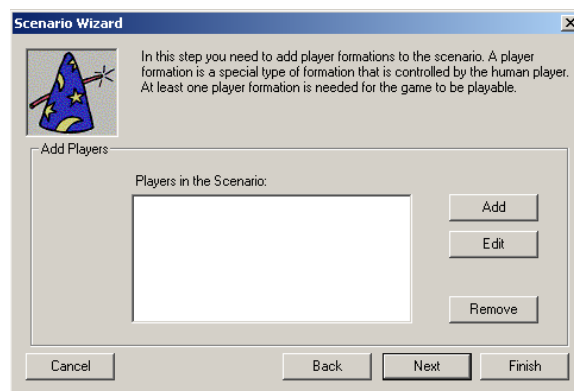 Scenario Wizard
In this step you need to add player formations to the scenario. A player
formation is a special type of formation that is controlled by the human player.
At least one player formation is needed for the game to be playable.
Add Players
Players in the Scenario:
Add
Edit
Remove
Cancel
Back
Next
Finish